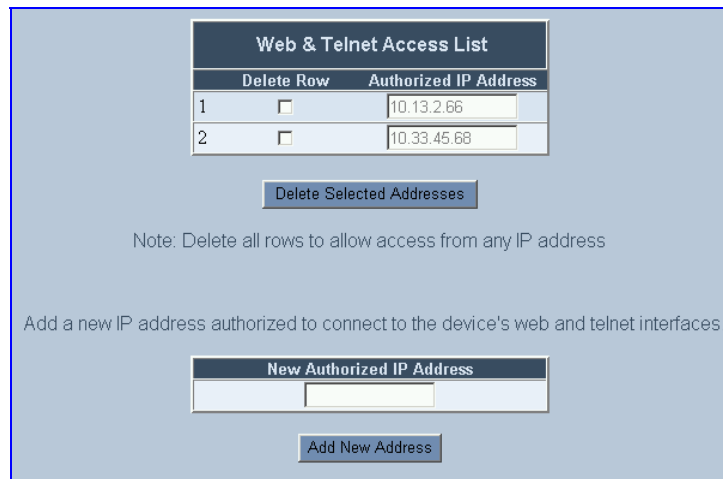 Web & Telnet Access List
Delete Row Authorized IP Address
1 10.13.2.66
2 10.33.45.68
Delete Selected Addresses
Note: Delete all rows to allow access from any IP address
Add a new IP address authorized to connect to the device's web and telnet interfaces
New Authorized IP Address
Add New Address